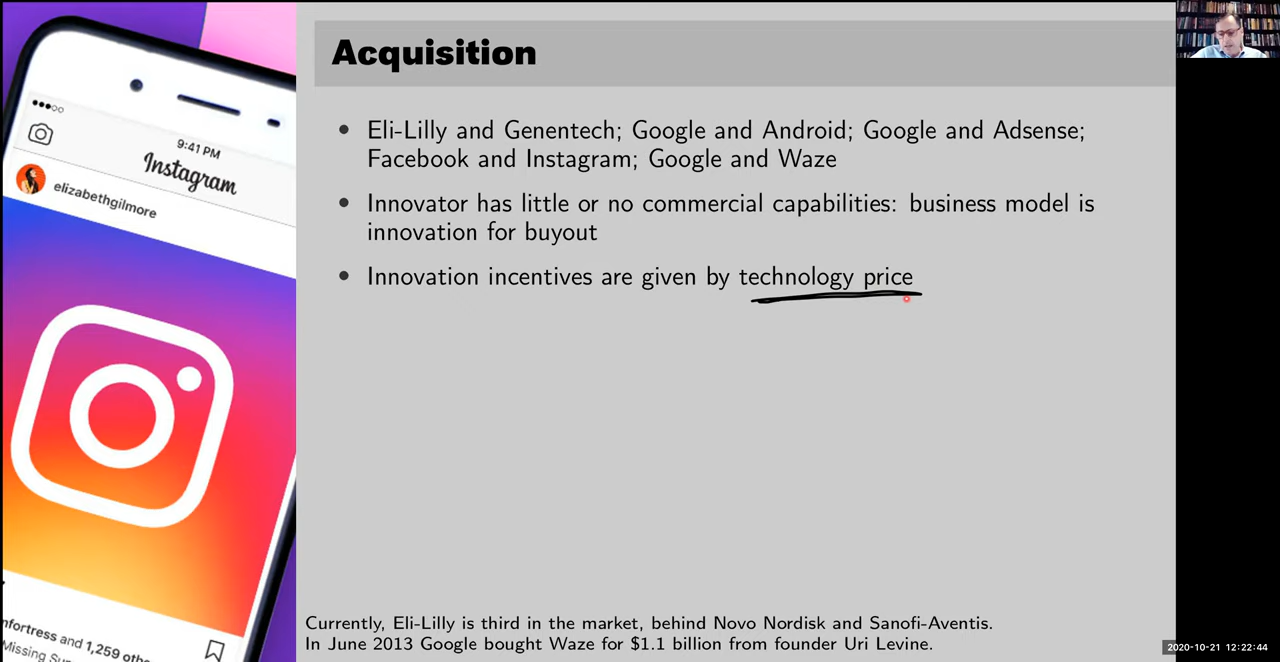 Acquisition
• Eli-Lilly and Genentech; Google and Android; Google and Adsense;
Facebook and Instagram; Google and Waze
• Innovator has little or no commercial capabilities: business model is
innovation for buyout
• Innovation incentives are given by technology price
Currently, Eli-Lilly is third in the market, behind Novo Nordisk and Sanofi-Aventis.
In June 2013 Google bought Waze for $1.1 billion from founder Uri Levine.
9:41 PM
Instagram
elizabethgilmore
and 1,259
Missing
2020-10-21 12:22:44